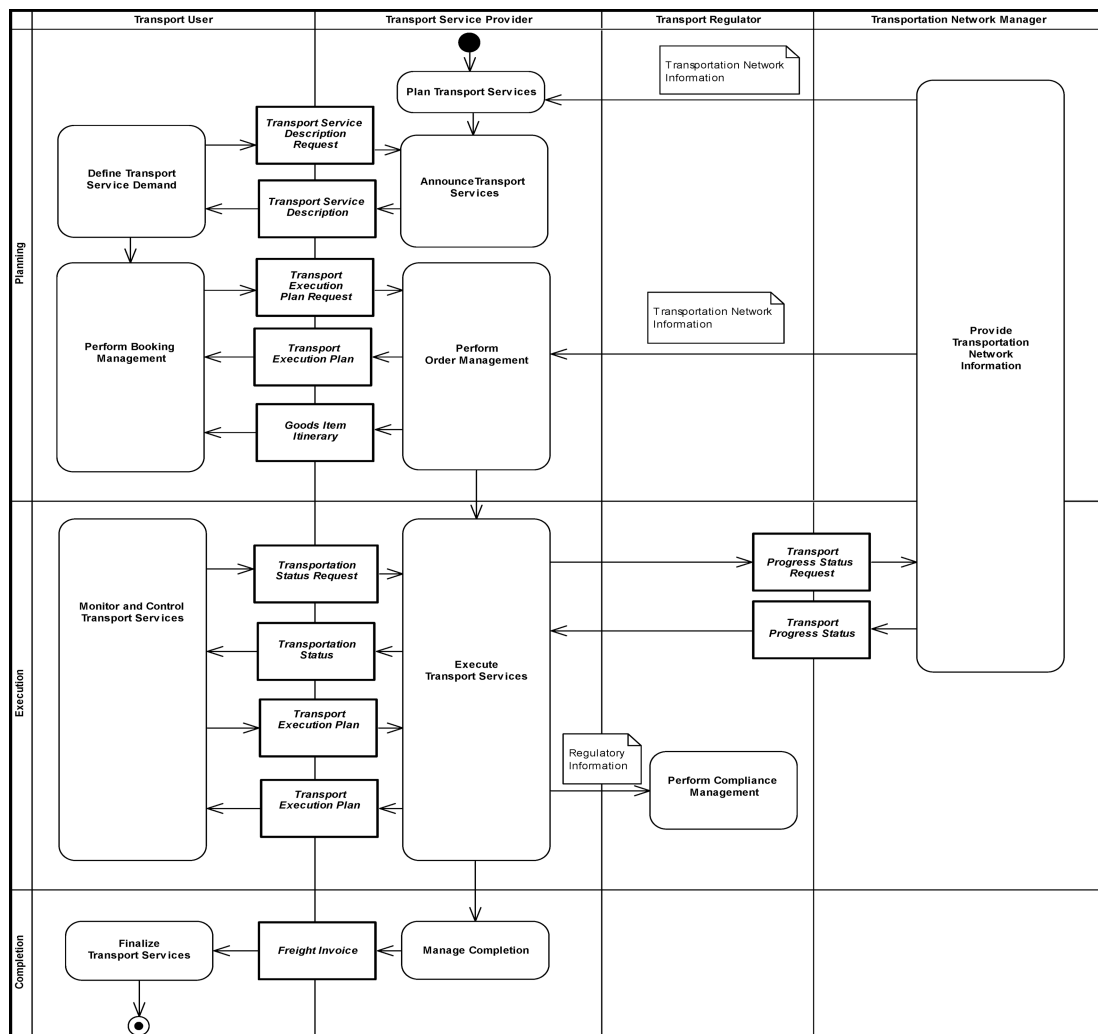 Transport User
Transport Service Provider
Transport Regulator
Transportation Network Manager
Planning
Transportation Network
Information
Plan Transport Services
Transport Service
Description
Request
Define Transport
Service Demand
AnnounceTransport
Services
Transport Service
Description
Transport
Execution
Plan Request
Transportation Network
Information
Perform Booking
Management
Transport
Execution Plan
Perform
Order Management
Provide
Transportation
Network
Information
Goods Item
Itinerary
Execution
Transportation
Status Request
Transport
Progress Status
Request
Monitor and Control
Transport Services
Transport
Progress Status
Transportation
Status
Execute
Transport Services
Transport
Execution Plan
Regulatory
Information
Perform Compliance
Management
Transport
Execution Plan
Completion
Finalize
Transport Services
Freight Invoice
Manage Completion